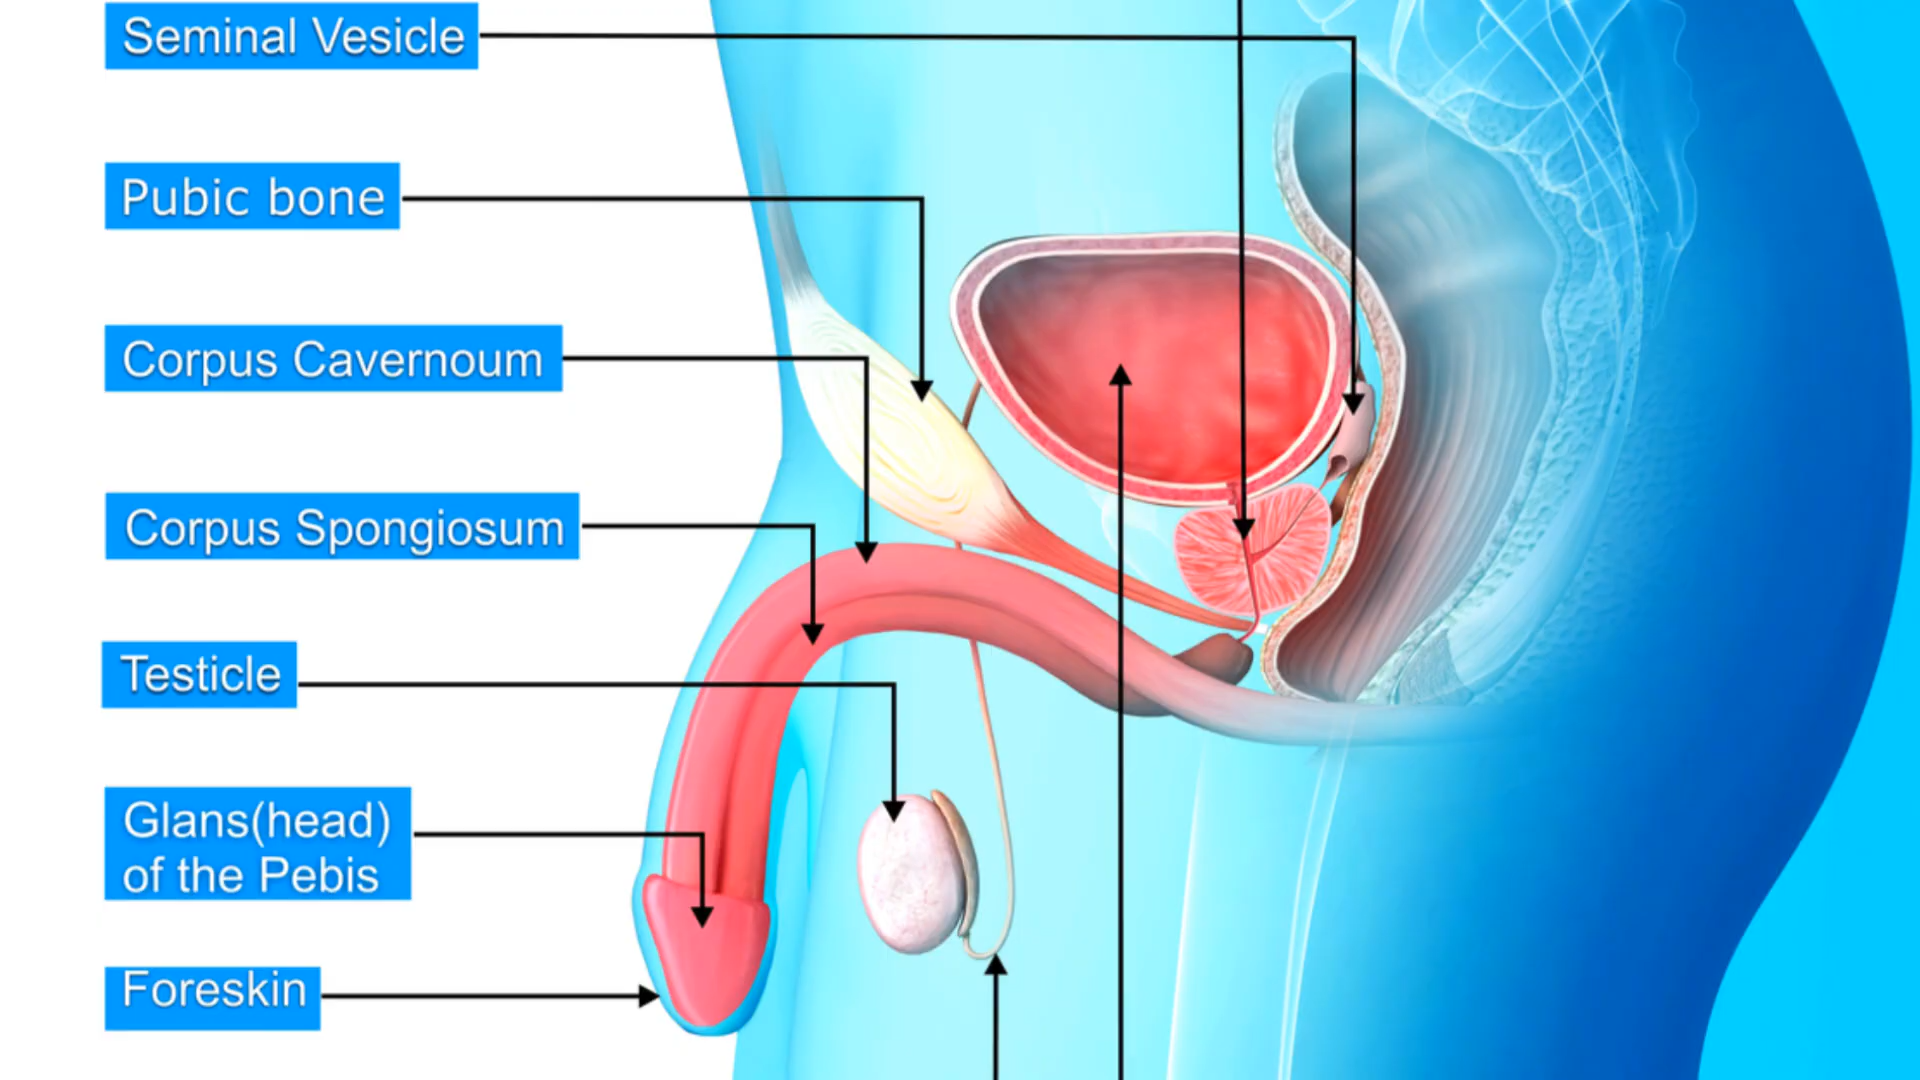 Seminal Vesicle
Pubic bone
Corpus Cavernoum
Corpus Spongiosum
Testicle
Glans(head)
of the Pebis
Foreskin